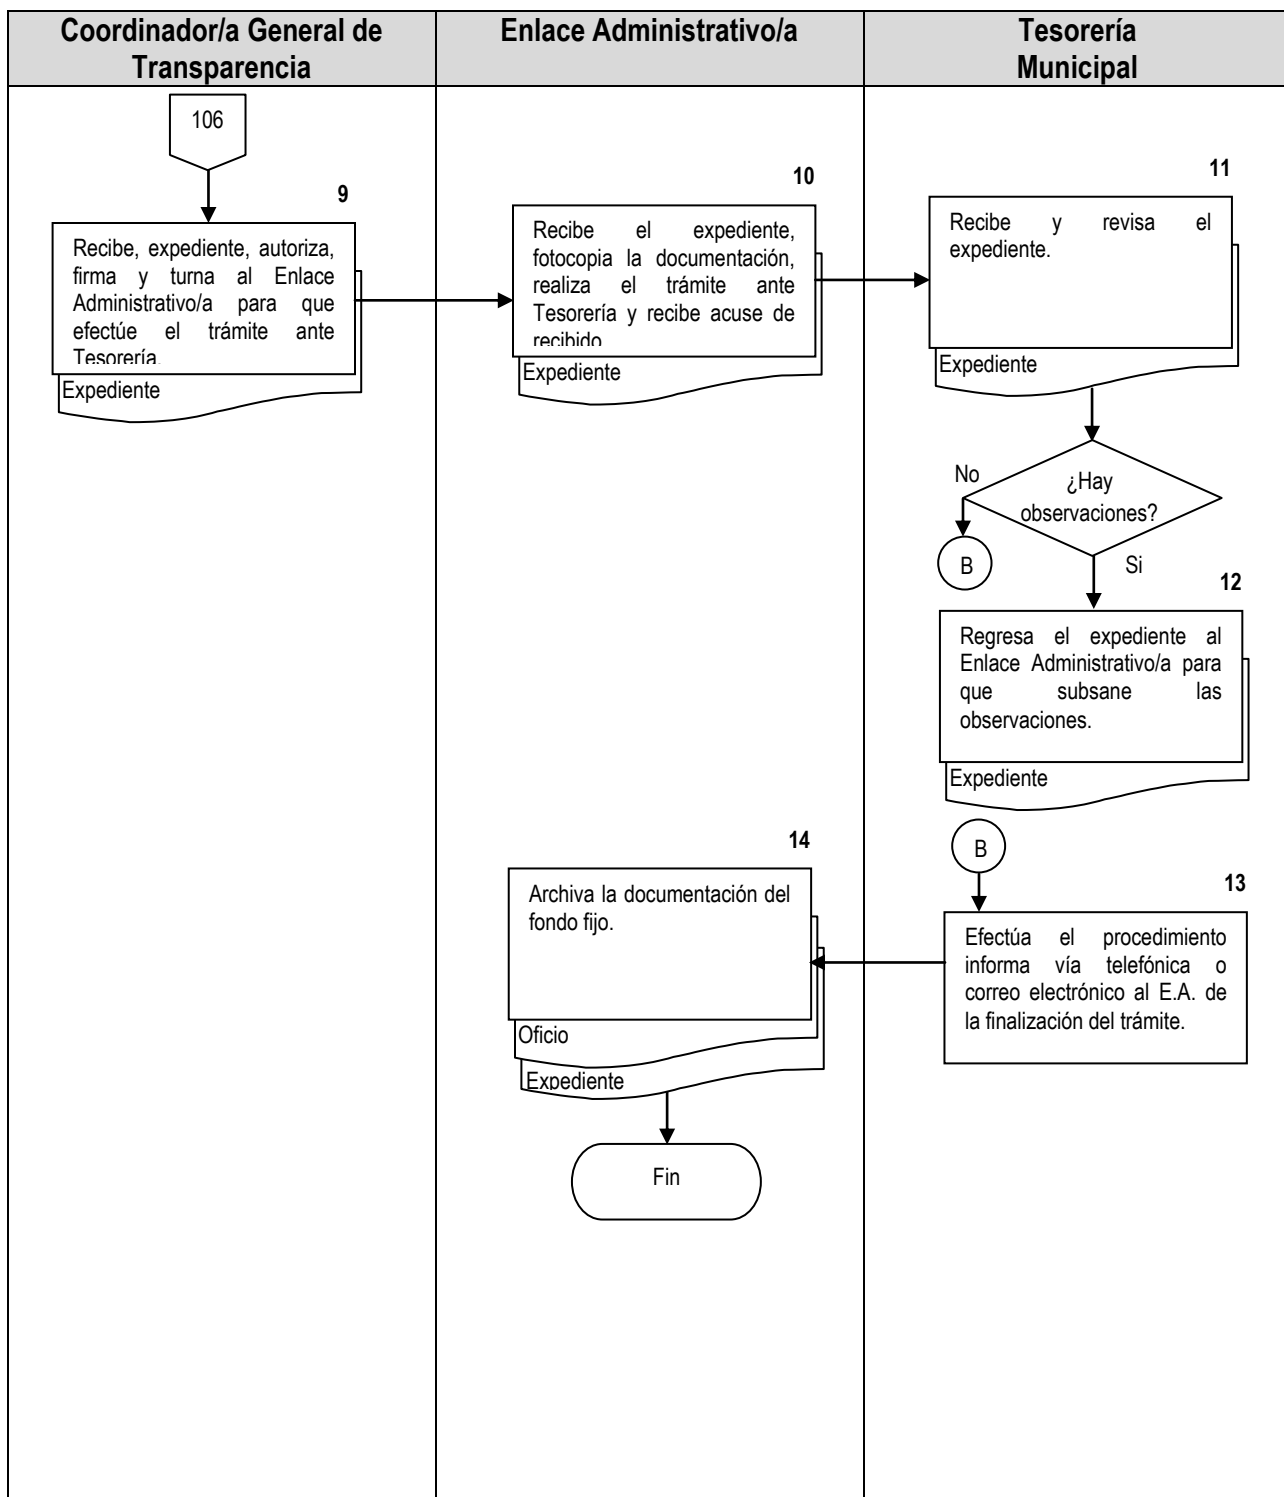 Coordinador/a General de
Transparencia
Enlace Administrativo/a
Tesorería
Municipal
106
9
Recibe, expediente, autoriza,
firma y turna al Enlace
Administrativo/a para que
efectúe el trámite ante
Tesorería.
Expediente
10
Recibe el expediente,
fotocopia la documentación,
realiza el trámite ante
Tesorería y recibe acuse de
recibido
Expediente
11
Recibe y revisa el
expediente.
Expediente
¿Hay
observaciones?
No
B
Si
12
Regresa el expediente al
Enlace Administrativo/a para
que subsane las
observaciones.
Expediente
B
13
Efectúa el procedimiento
informa vía telefónica o
correo electrónico al E.A. de
la finalización del trámite.
14
Archiva la documentación del
fondo fijo.
Oficio
Expediente
Fin